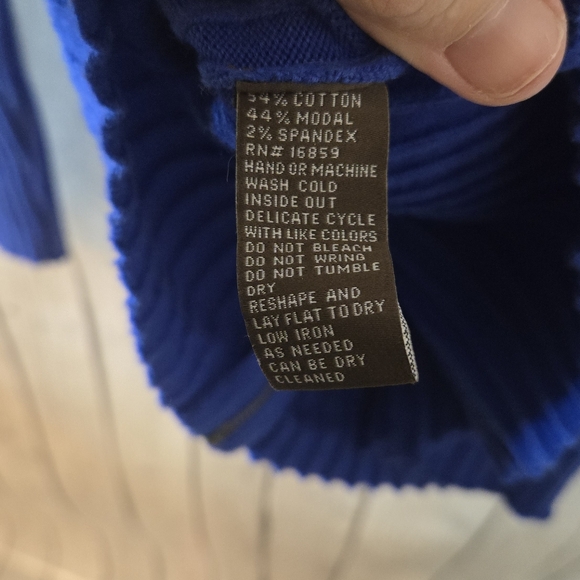 54% COTTON
44% MODAL
2% SPANDEX
RN# 16859
HAND OR MACHINE
WASH COLD
INSIDE OUT
DELICATE CYCLE
WITH LIKE COLORS
DO NOT BLEACH
DO NOT WRING
DO NOT TUMBLE
DRY
RESHAPE AND
LAY FLAT TO DRY
LOW IRON
AS NEEDED
CAN BE DRY
CLEANED